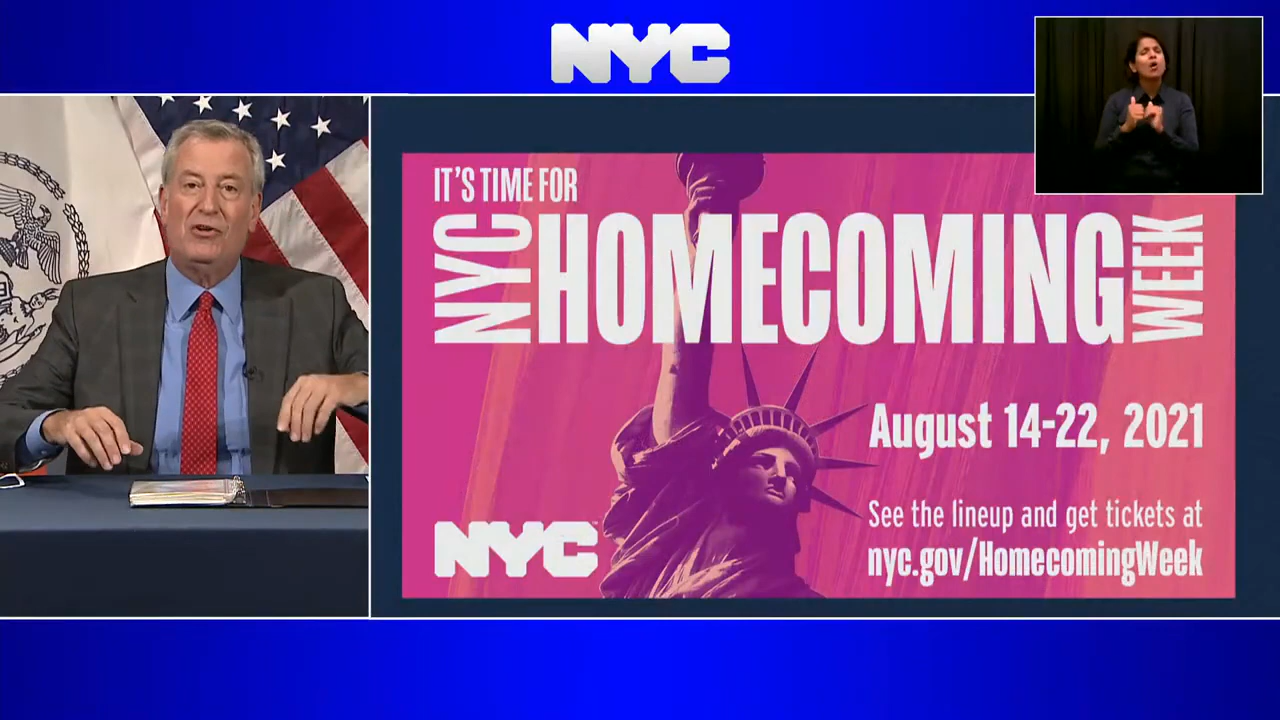 NYC
IT'S TIME FOR
NYC HOMECOMING WEEK
August 14-22, 2021
See the lineup and get tickets at
nyc.gov/HomecomingWeek
NYC™